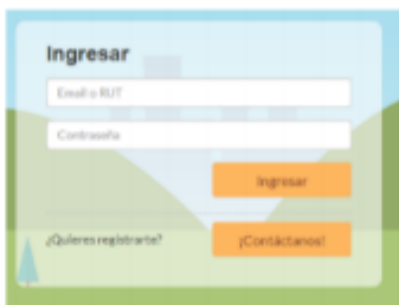 Ingresar
Email o RUT
Contraseña
Ingresar
¿Quieres registrarte?
¡Contáctanos!